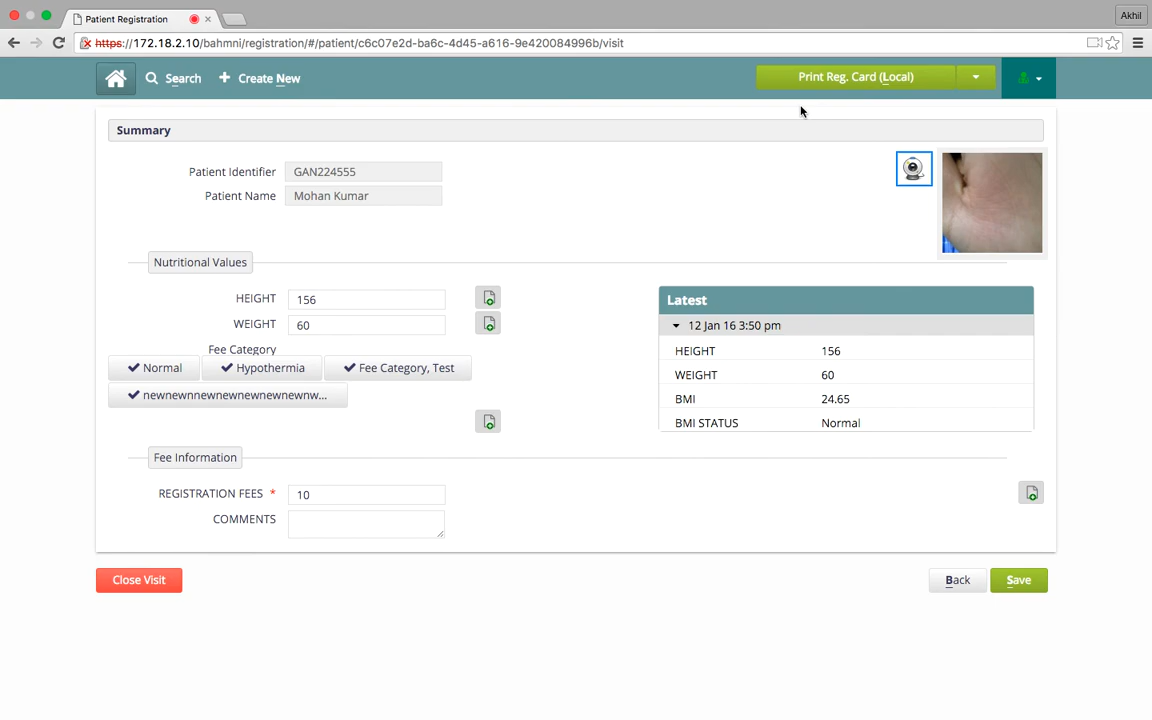 Patient Registration
Akhil
https://172.18.2.10/bahmni/registration/#/patient/c6c07e2d-ba6c-4d45-a616-9e420084996b/visit
Search
Create New
Print Reg. Card (Local)
Summary
Patient Identifier GAN224555
Patient Name Mohan Kumar
Nutritional Values
HEIGHT 156
WEIGHT 60
Fee Category
Normal Hypothermia Fee Category, Test
newnewnnewnewnewnewnewnw...
Latest
12 Jan 16 3:50 pm
HEIGHT 156
WEIGHT 60
BMI 24.65
BMI STATUS Normal
Fee Information
REGISTRATION FEES * 10
COMMENTS
Close Visit
Back
Save